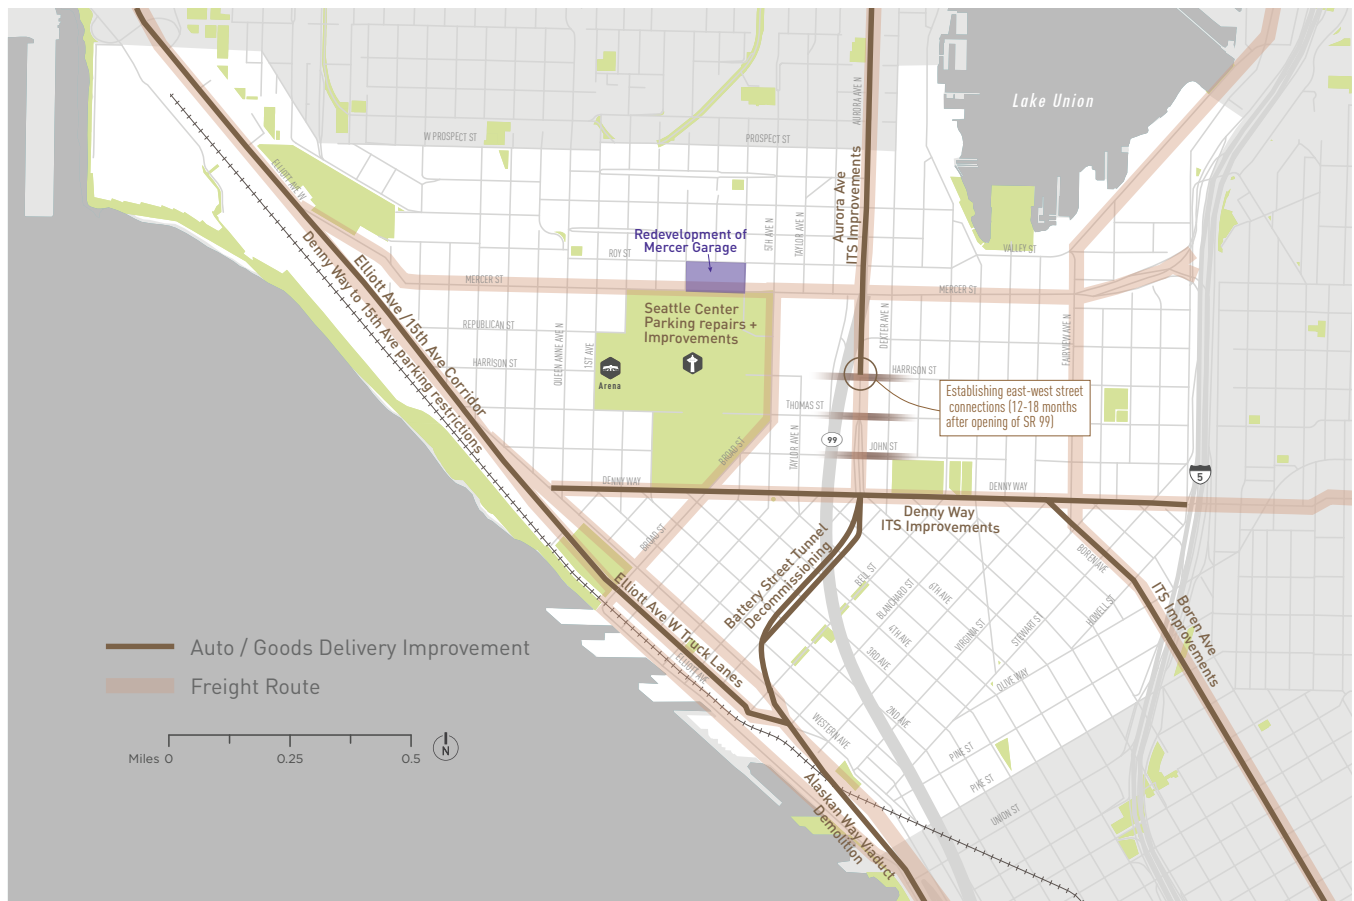 Lake Union
AURORA AVE N
W PROSPECT ST
PROSPECT ST
ELLIOTT AVE W
Aurora Ave
ITS Improvements
5TH AVE N
TAYLOR AVE N
Redevelopment of
Mercer Garage
ROY ST
VALLEY ST
MERCER ST
MERCER ST
Elliott Ave /15th Ave Corridor
Denny Way to 15th Ave parking restrictions
Seattle Center
Parking repairs +
Improvements
REPUBLICAN ST
HARRISON ST
QUEEN ANNE AVE N
1ST AVE
Arena
DEXTER AVE N
FAIRVIEW AVE N
HARRISON ST
Establishing east-west street
connections (12-18 months
after opening of SR 99)
THOMAS ST
TAYLOR AVE N
99
JOHN ST
BROAD ST
5
DENNY WAY
DENNY WAY
Denny Way
ITS Improvements
BROAD ST
Battery Street Tunnel
Decommissioning
BELL ST
BLANCHARD ST
6TH AVE
4TH AVE
3RD AVE
VIRGINIA ST
STEWART ST
HOWELL ST
BOREN AVE
Boren Ave
ITS Improvements
OLIVE WAY
2ND AVE
Elliott Ave W Truck Lanes
ELLIOTT AVE
WESTERN AVE
PINE ST
PIKE ST
UNION ST
Alaskan Way Viaduct
Demolition
Auto / Goods Delivery Improvement
Freight Route
Miles 0
0.25
0.5
N